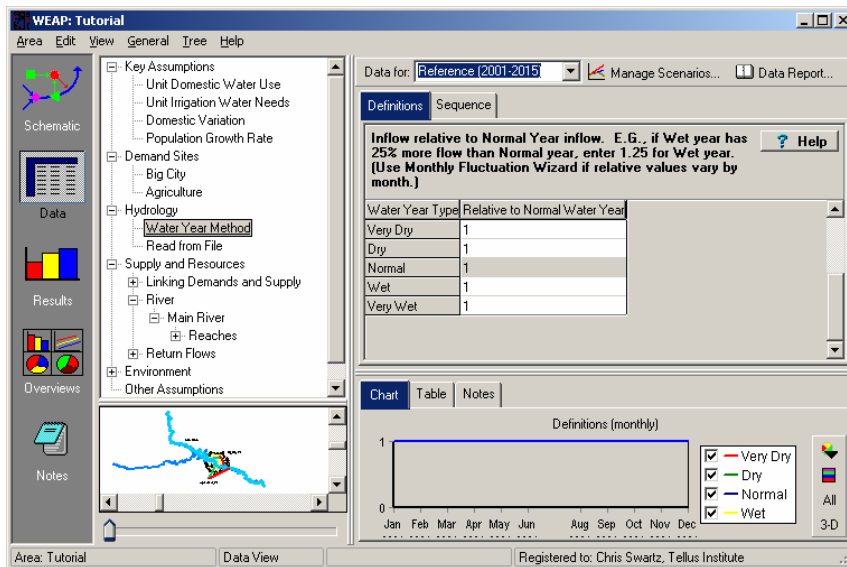 WEAP: Tutorial
Area Edit View General Tree Help
Schematic
Data
Results
Overviews
Notes
Key Assumptions
Unit Domestic Water Use
Unit Irrigation Water Needs
Domestic Variation
Population Growth Rate
Demand Sites
Big City
Agriculture
Hydrology
Water Year Method
Read from File
Supply and Resources
Linking Demands and Supply
River
Main River
Reaches
Return Flows
Environment
Other Assumptions
Data for: Reference (2001-2015) Manage Scenarios... Data Report...
Definitions Sequence
Inflow relative to Normal Year inflow. E.G., if Wet year has
25% more flow than Normal year, enter 1.25 for Wet year.
(Use Monthly Fluctuation Wizard if relative values vary by
month.)
? Help
Water Year Type Relative to Normal Water Year
Very Dry 1
Dry 1
Normal 1
Wet 1
Very Wet 1
Chart Table Notes
Definitions (monthly)
1
0
Jan Feb Mar Apr May Jun Aug Sep Oct Nov Dec
Very Dry
Dry
Normal
Wet
All
3-D
Area: Tutorial Data View Registered to: Chris Swartz, Tellus Institute